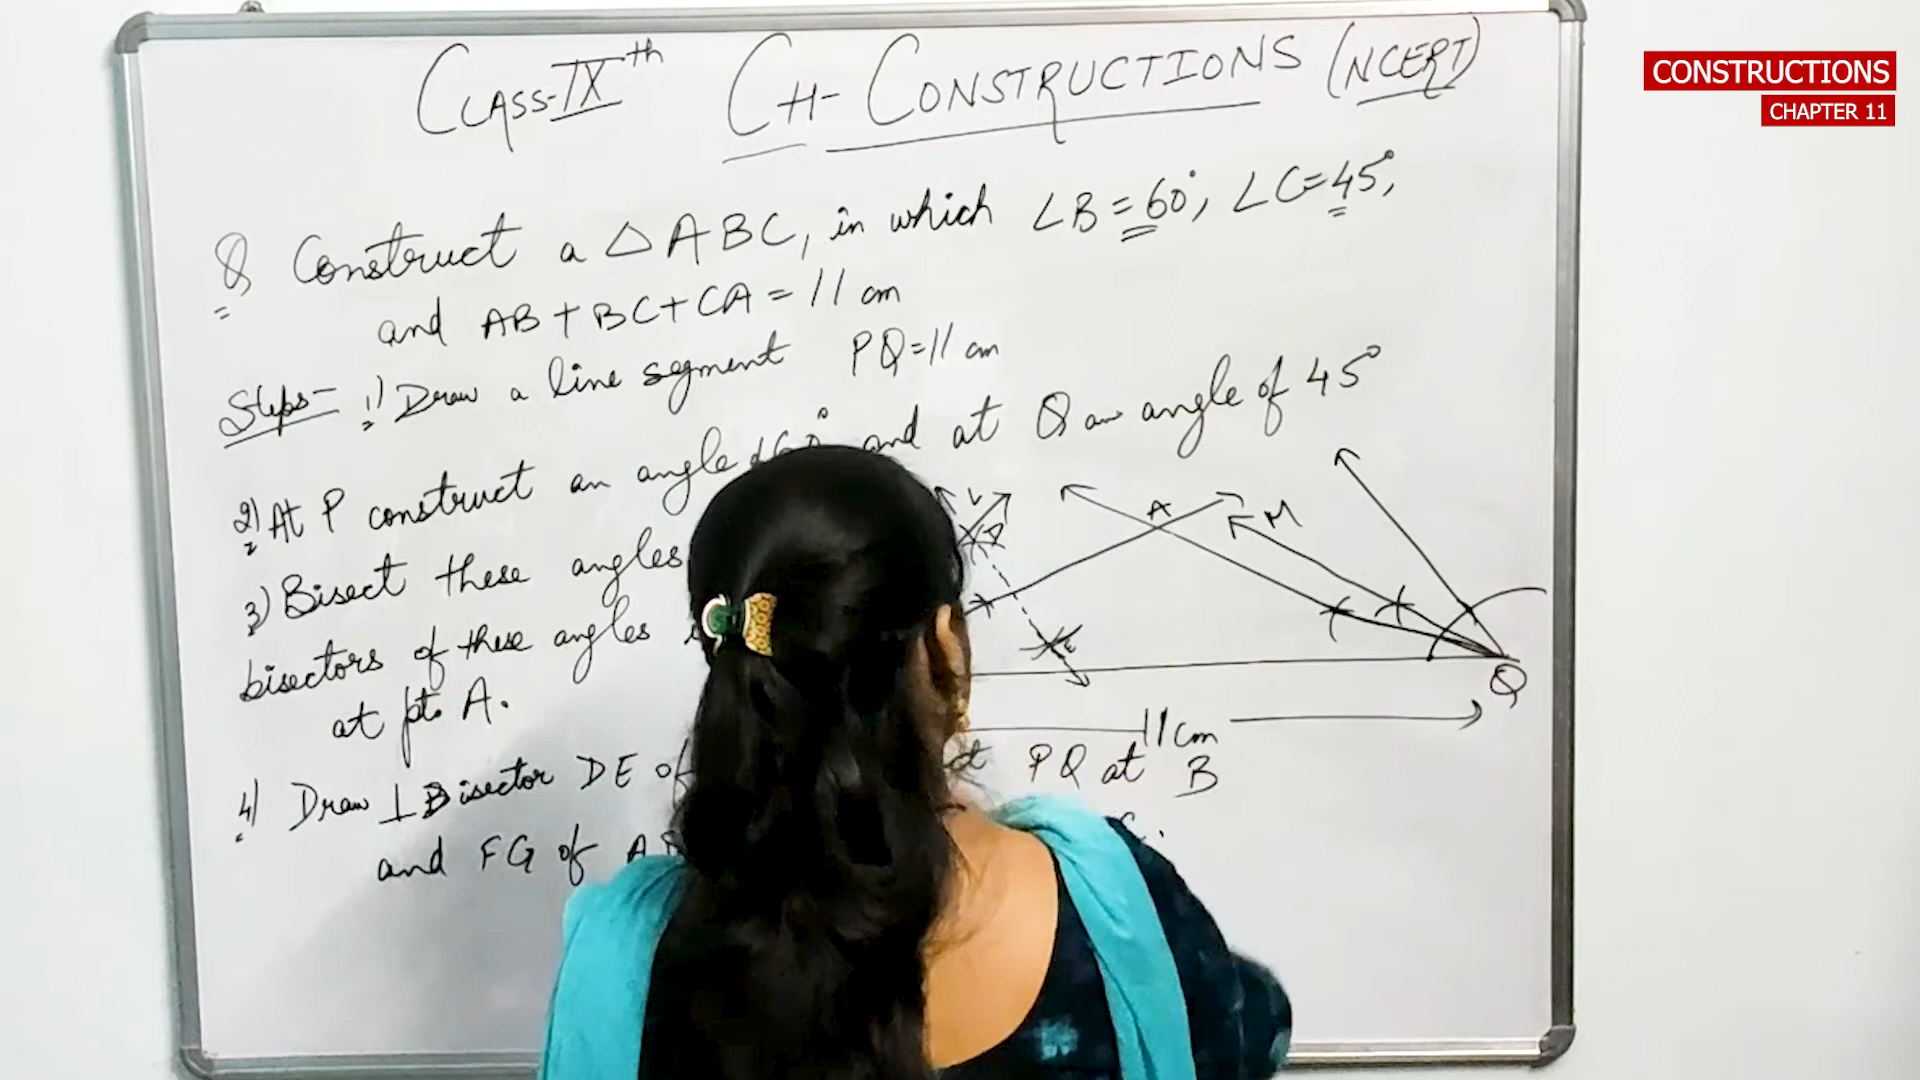 CLASS-IXth CH- CONSTRUCTIONS (NCERT)
CONSTRUCTIONS
CHAPTER 11
Q Construct a △ABC, in which ∠B=60°, ∠C=45°,
and AB+BC+CA=11 cm
Steps- 1) Draw a line segment PQ=11 cm
2) At P construct an angle of 60° and at Q an angle of 45°
3) Bisect these angles
bisectors of these angles
at pt. A.
4) Draw ⊥ Bisector DE of PQ at B
and FG of
L
D
A
M
E
Q
11 cm